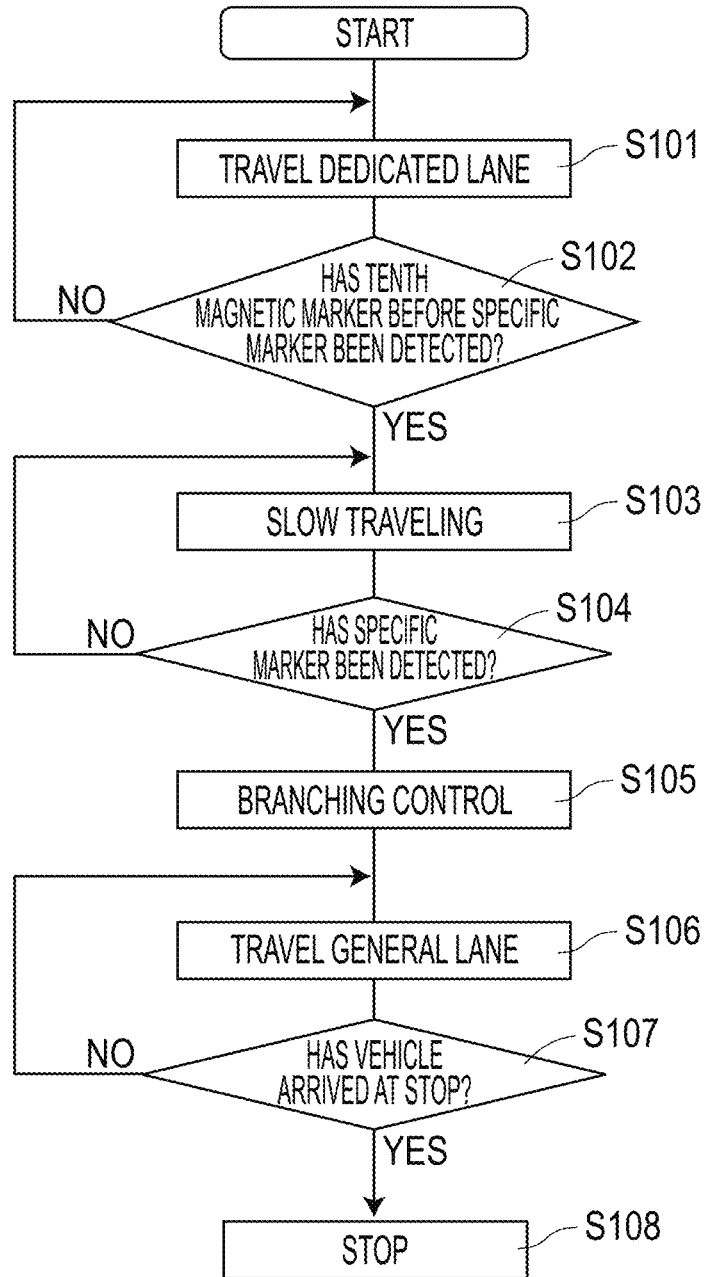 START
TRAVEL DEDICATED LANE
S101
HAS TENTH
MAGNETIC MARKER BEFORE SPECIFIC
MARKER BEEN DETECTED?
S102
NO
YES
SLOW TRAVELING
S103
HAS SPECIFIC
MARKER BEEN DETECTED?
S104
NO
YES
BRANCHING CONTROL
S105
TRAVEL GENERAL LANE
S106
HAS VEHICLE
ARRIVED AT STOP?
S107
NO
YES
STOP
S108